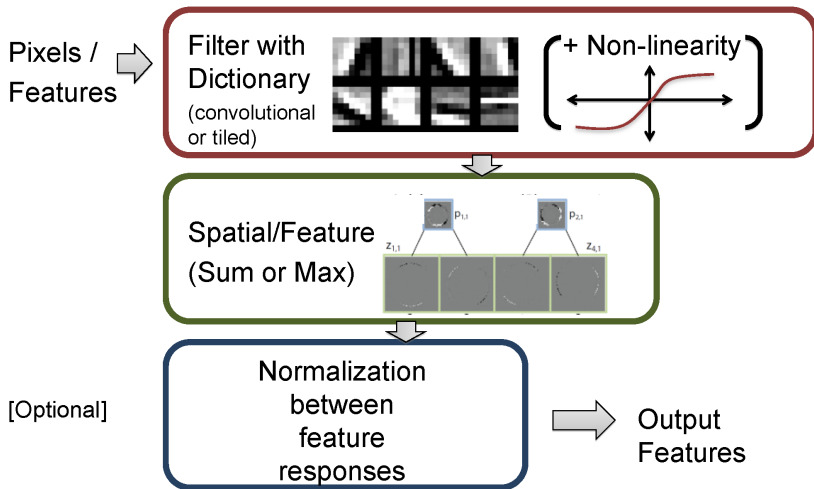 Pixels /
Features
Filter with
Dictionary
(convolutional
or tiled)
+ Non-linearity
Spatial/Feature
(Sum or Max)
p1,1
p2,1
z1,1
z4,1
[Optional]
Normalization
between
feature
responses
Output
Features